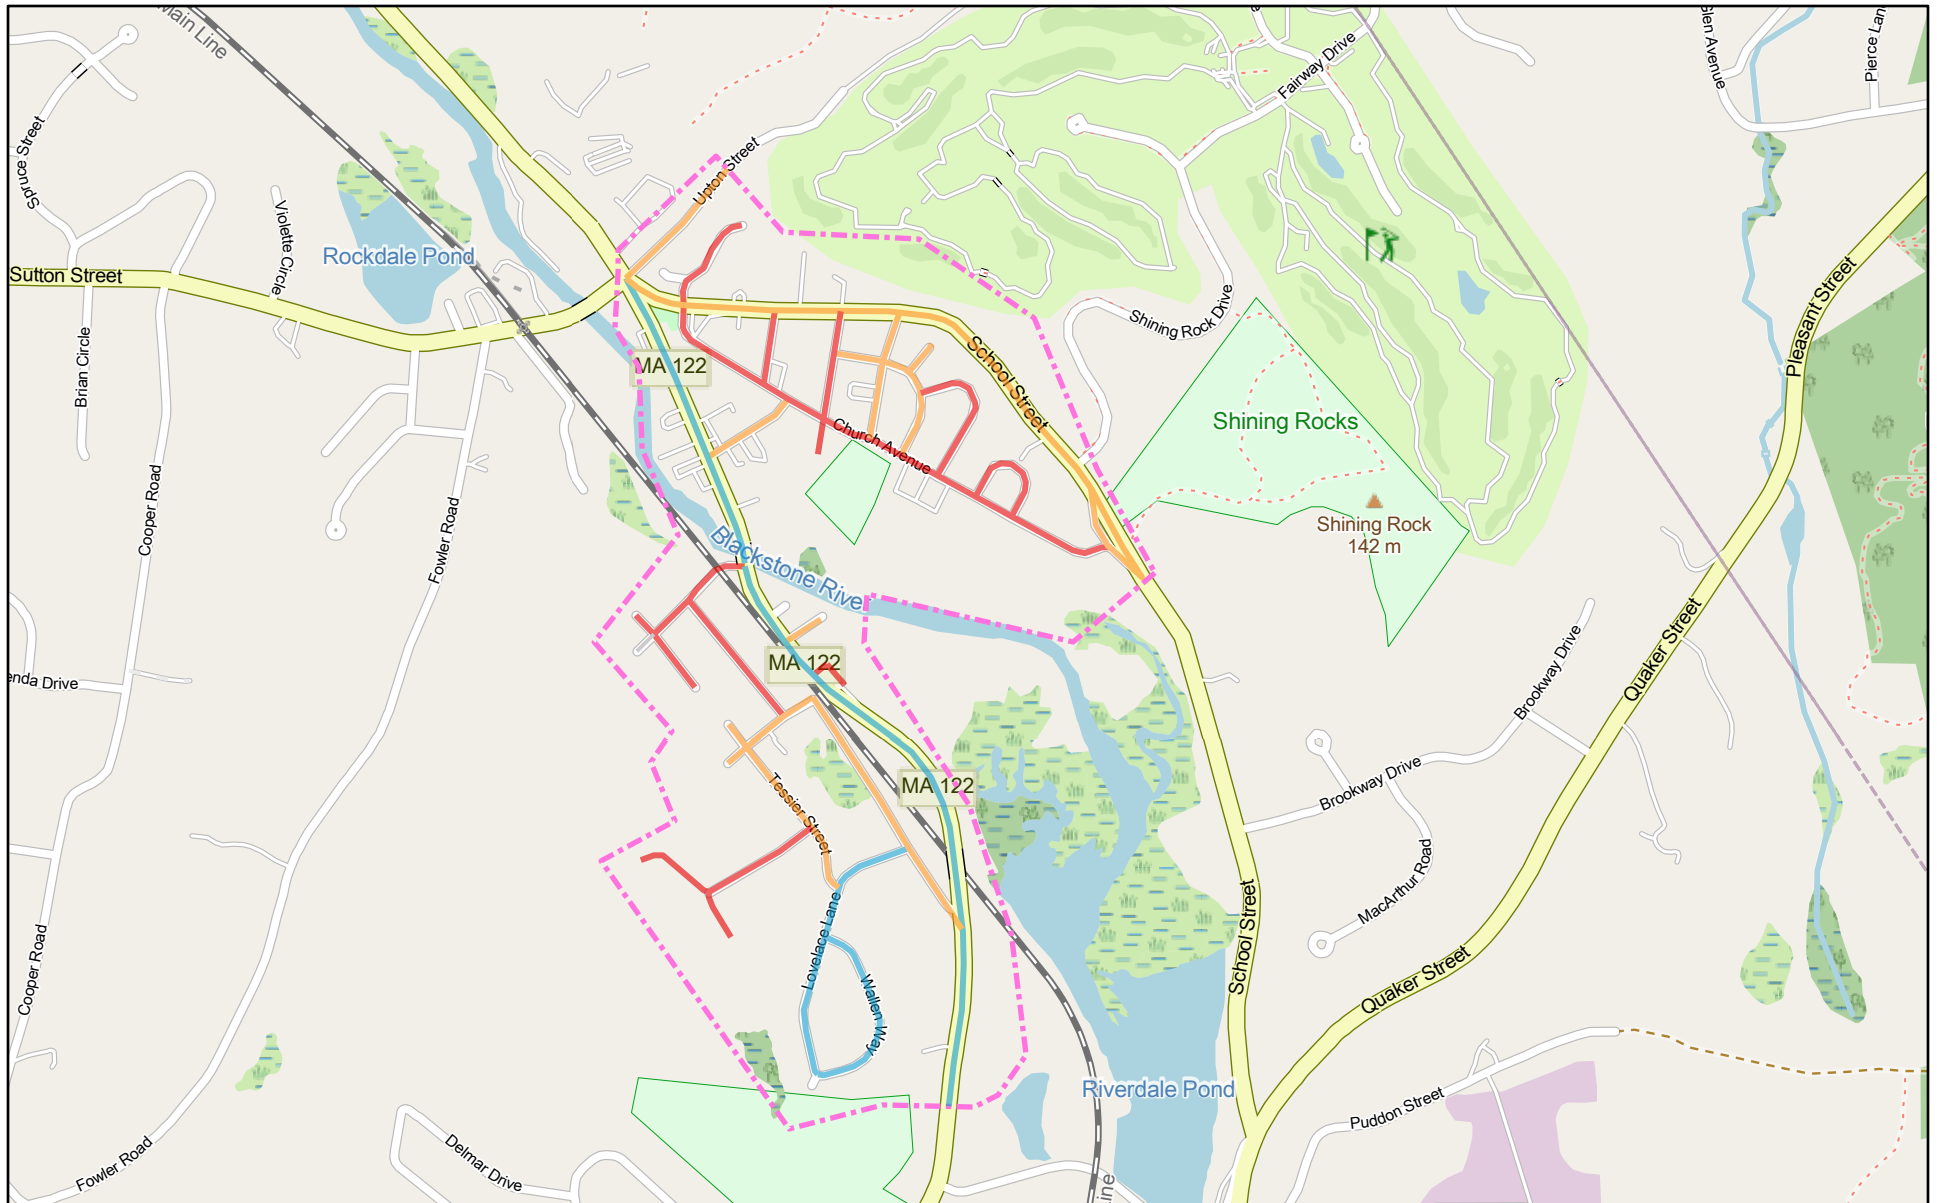 Main Line
Glen Avenue
Pierce Lan
Fairway Drive
Spruce Street
Upton Street
Violette Circle
Rockdale Pond
Sutton Street
Pleasant Street
Shining Rock Drive
Brian Circle
MA 122
School Street
Shining Rocks
Church Avenue
Cooper Road
Fowler Road
Shining Rock
142 m
Blackstone River
Quaker Street
Brookway Drive
enda Drive
MA 122
Brookway Drive
MA 122
Tessier Street
MacArthur Road
School Street
Lovelace Lane
Cooper Road
Wallen Way
Quaker Street
Riverdale Pond
Puddon Street
Fowler Road
Delmar Drive
ine